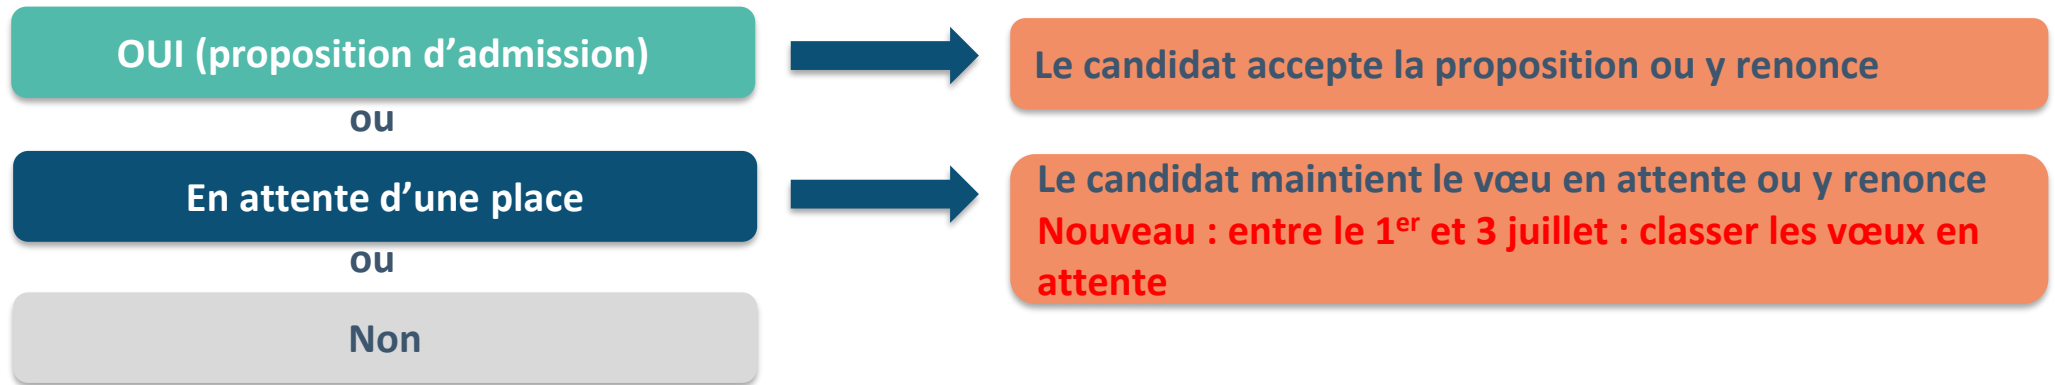 OUI (proposition d’admission)
Le candidat accepte la proposition ou y renonce
ou
En attente d’une place
Le candidat maintient le vœu en attente ou y renonce
Nouveau : entre le 1er et 3 juillet : classer les vœux en
attente
ou
Non